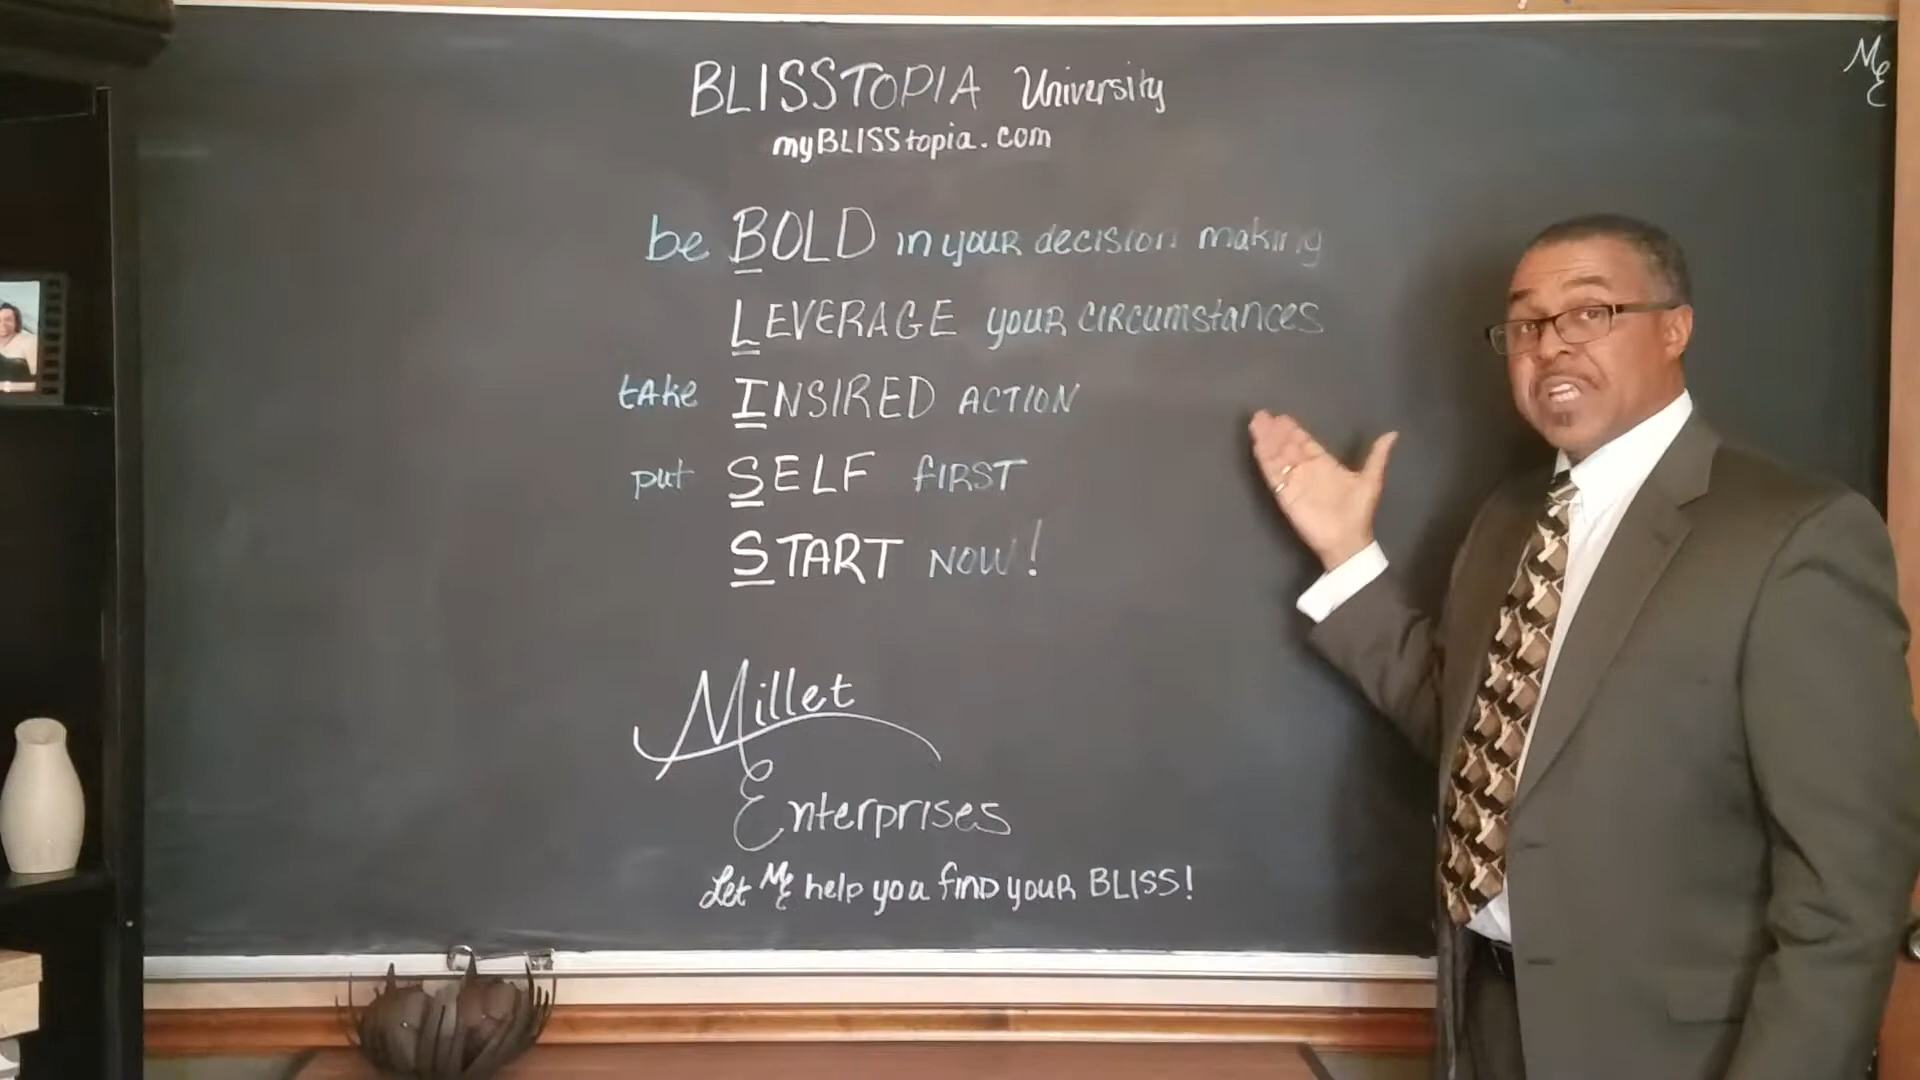 ME
BLISSTOPIA University
myBLISStopia.com
be BOLD in your decision making
LEVERAGE your circumstances
take INSIRED ACTION
put SELF first
START NOW!
Millet
Enterprises
Let ME help you find your BLISS!